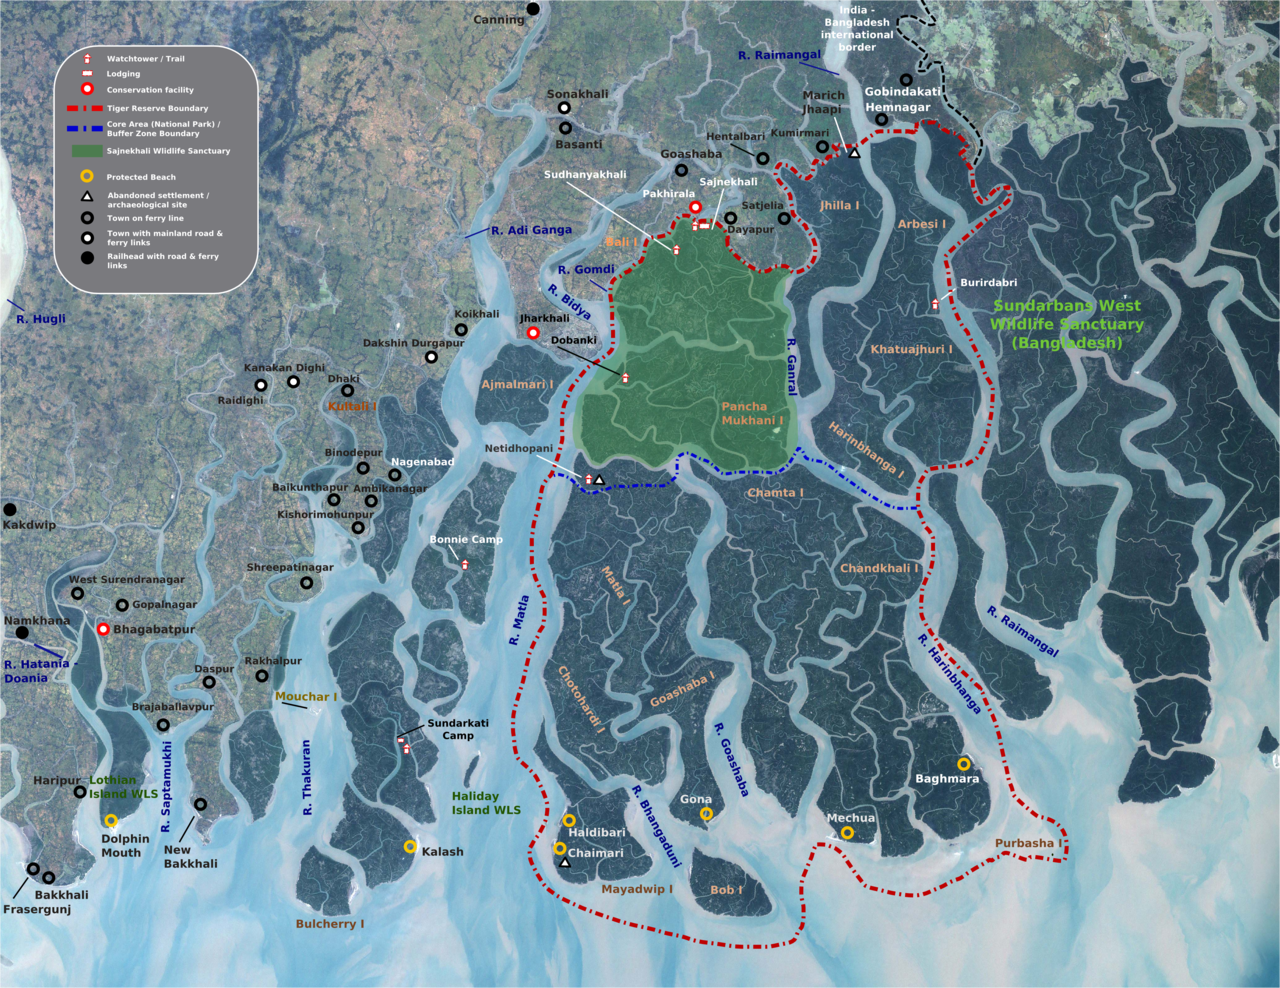 Canning
India -
Bangladesh
international
border
R. Raimangal
Watchtower / Trail
Lodging
Conservation facility
Tiger Reserve Boundary
Core Area (National Park) /
Buffer Zone Boundary
Sajnekhali Wildlife Sanctuary
Protected Beach
Abandoned settlement /
archaeological site
Town on ferry line
Town with mainland road &
ferry links
Railhead with road & ferry
links
Sonakhali
Basanti
Marich
Jhaapi
Gobindakati
Hemnagar
Hentalbari
Kumirmari
Goashaba
Sudhanyakhali
Sajnekhali
Pakhirala
Satjelia
Dayapur
Jhilla I
Arbesi I
R. Adi Ganga
Bali I
R. Gomdi
R. Bidya
Burirdabri
R. Hugli
Koikhali
Jharkhali
Dakshin Durgapur
Dobanki
Sundarbans West
Wildlife Sanctuary
(Bangladesh)
R. Ganral
Khatuajhuri I
Kanakan Dighi
Dhaki
Raidighi
Kultali I
Ajmalmari I
Pancha
Mukhani I
Harinbhanga I
Netidhopani
Binodepur
Nagenabad
Baikunthapur
Ambikanagar
Kishorimohunpur
Chamta I
Kakdwip
Bonnie Camp
Shreepatinagar
Chandkhali I
Matla I
West Surendranagar
Gopalnagar
Namkhana
Bhagabatpur
R. Matla
R. Raimangal
R. Hatania -
Doania
Daspur
Rakhalpur
R. Harinbhanga
Mouchar I
Chotohardi I
Goashaba I
Brajaballavpur
Sundarkati
Camp
R. Saptamukhi
R. Thakuran
R. Goashaba
Haripur
Lothian
Island WLS
Haliday
Island WLS
R. Bhangaduni
Gona
Baghmara
Mechua
Dolphin
Mouth
New
Bakkhali
Kalash
Haldibari
Chaimari
Purbasha I
Bakkhali
Frasergunj
Mayadwip I
Bob I
Bulcherry I